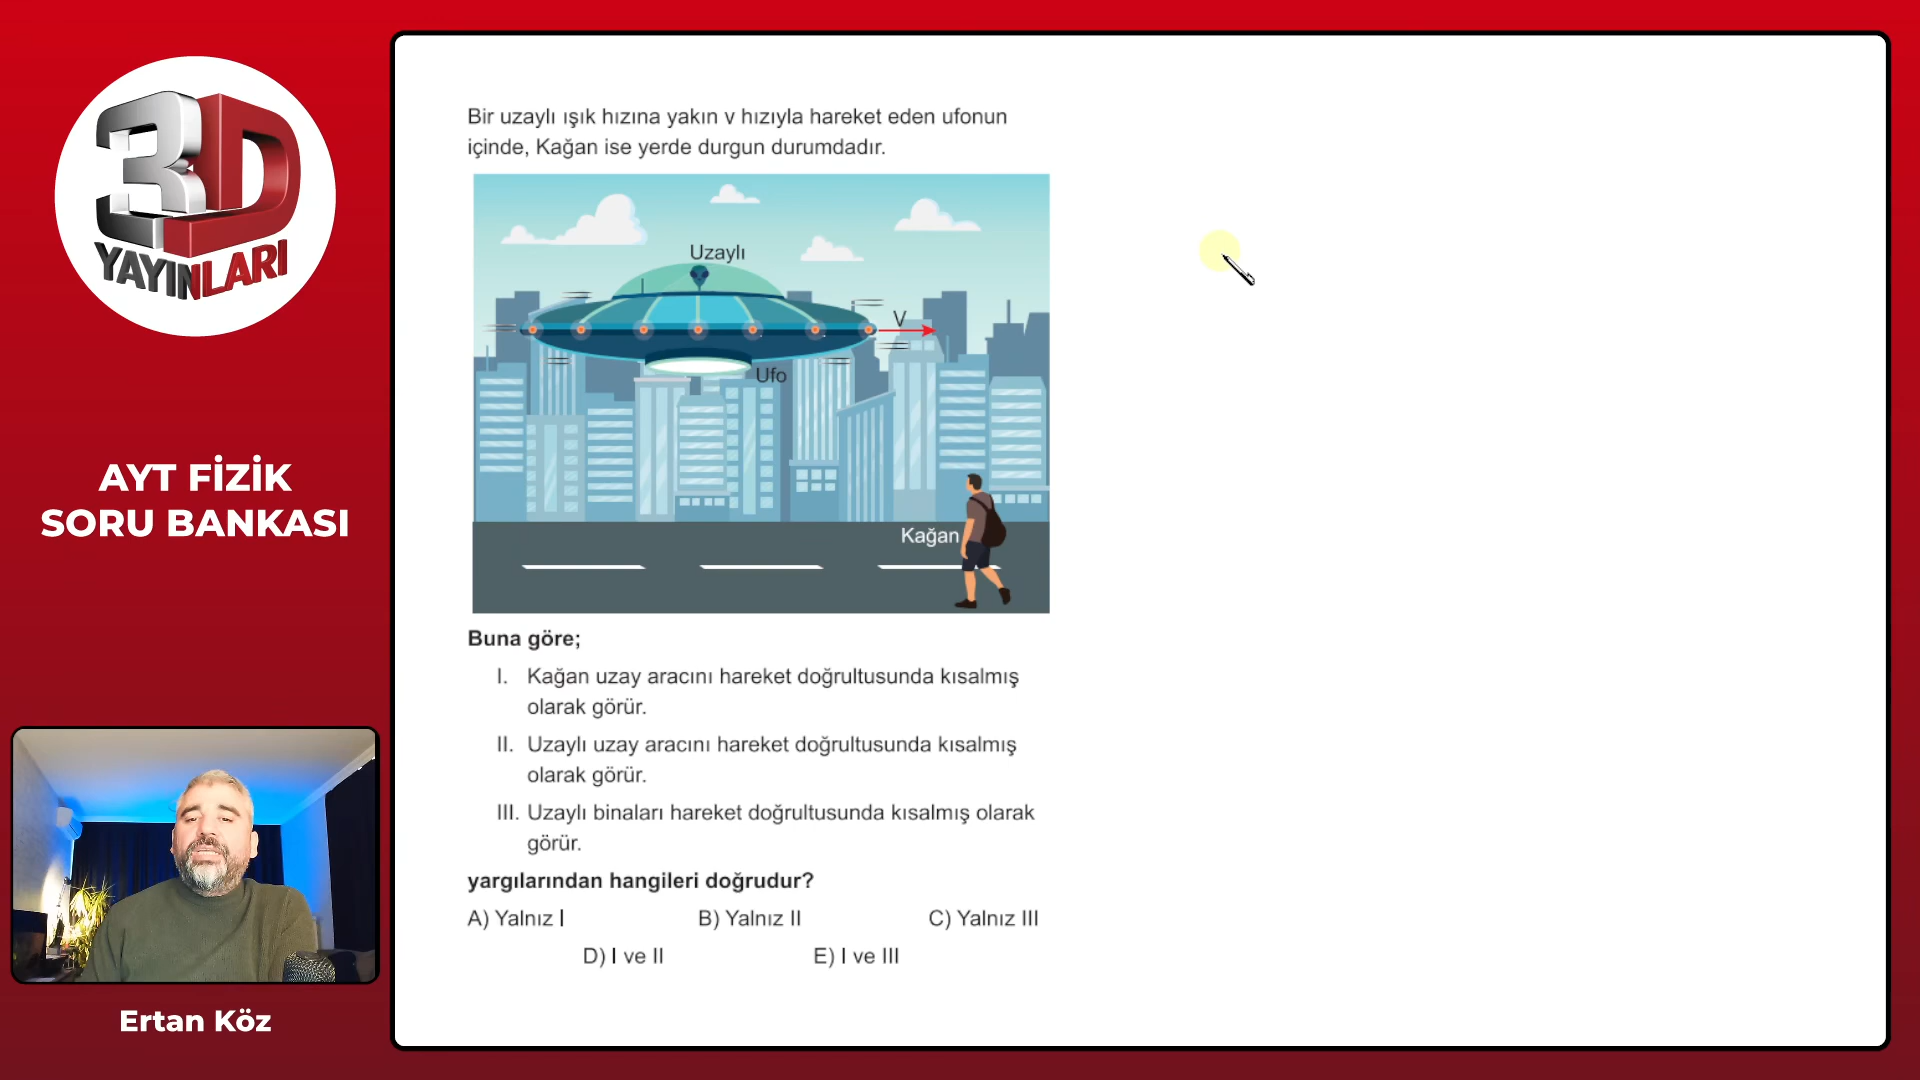 3D
YAYINLARI
AYT FİZİK
SORU BANKASI
Ertan Köz
Bir uzaylı ışık hızına yakın v hızıyla hareket eden ufonun
içinde, Kağan ise yerde durgun durumdadır.
Uzaylı
V
Ufo
Kağan
Buna göre;
I. Kağan uzay aracını hareket doğrultusunda kısalmış
olarak görür.
II. Uzaylı uzay aracını hareket doğrultusunda kısalmış
olarak görür.
III. Uzaylı binaları hareket doğrultusunda kısalmış olarak
görür.
yargılarından hangileri doğrudur?
A) Yalnız I B) Yalnız II C) Yalnız III
D) I ve II E) I ve III